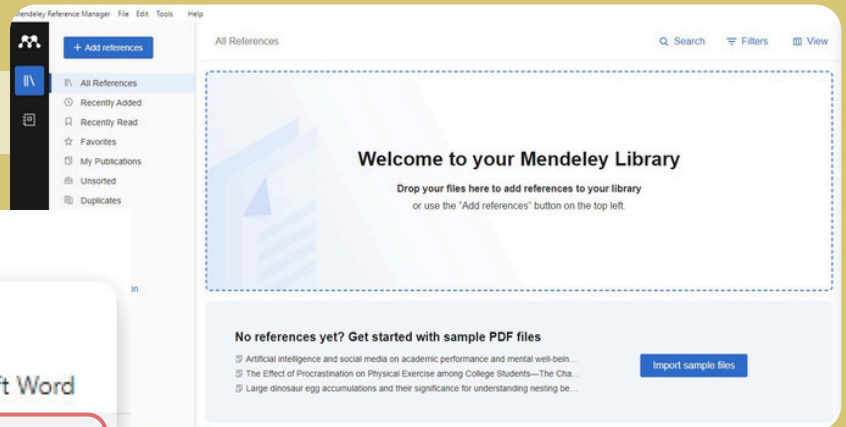 Mendeley Reference Manager File Edit Tools Help
+ Add references
All References
Recently Added
Recently Read
Favorites
My Publications
Unsorted
Duplicates
on
ft Word
All References
Search Filters View
Welcome to your Mendeley Library
Drop your files here to add references to your library
or use the "Add references" button on the top left.
No references yet? Get started with sample PDF files
Artificial intelligence and social media on academic performance and mental well-bein...
The Effect of Procrastination on Physical Exercise among College Students—The Cha...
Large dinosaur egg accumulations and their significance for understanding nesting be...
Import sample files